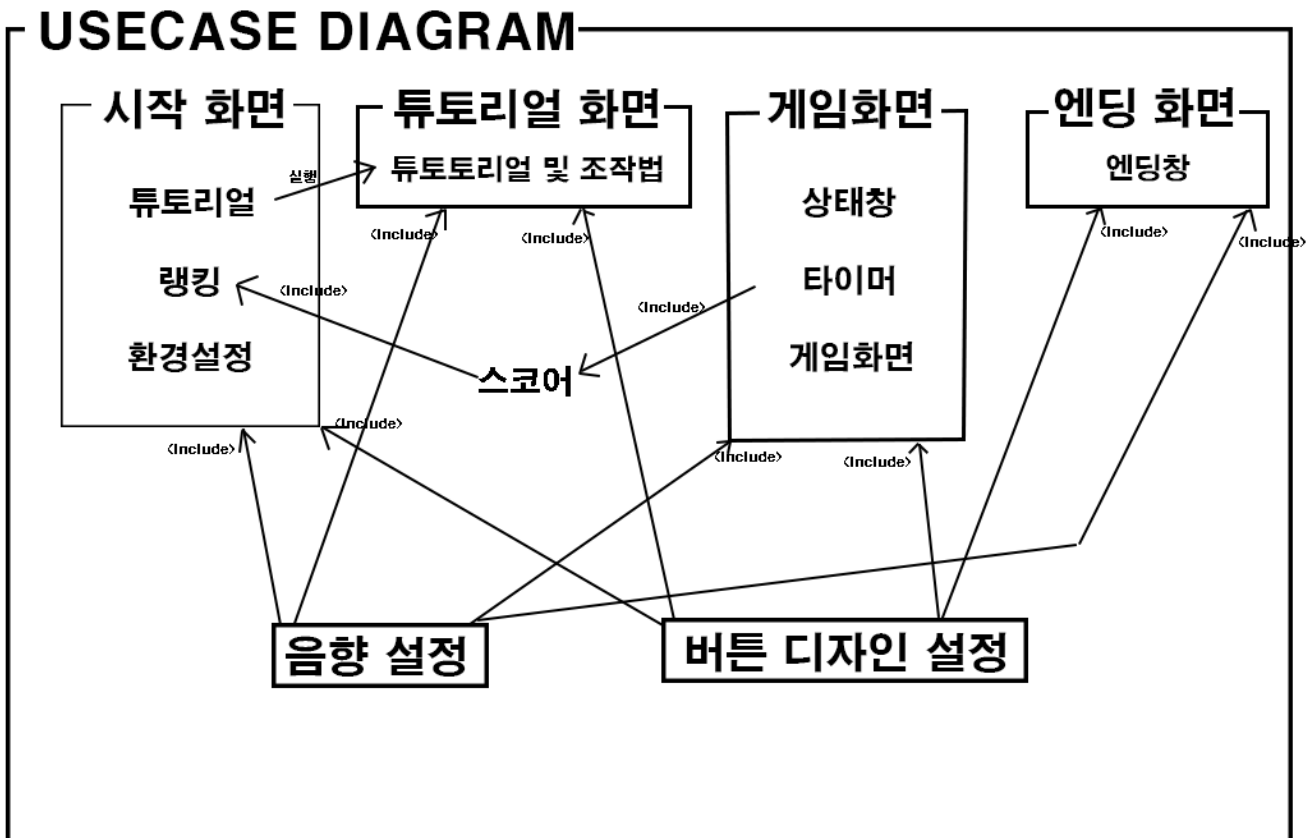 USECASE DIAGRAM
시작 화면
튜토리얼
랭킹
환경설정
실행
튜토리얼 화면
튜토토리얼 및 조작법
게임화면
상태창
타이머
게임화면
엔딩 화면
엔딩창
<Include>
<Include>
<Include>
<Include>
<Include>
<Include>
스코어
<Include>
<Include>
<Include>
<Include>
음향 설정
버튼 디자인 설정